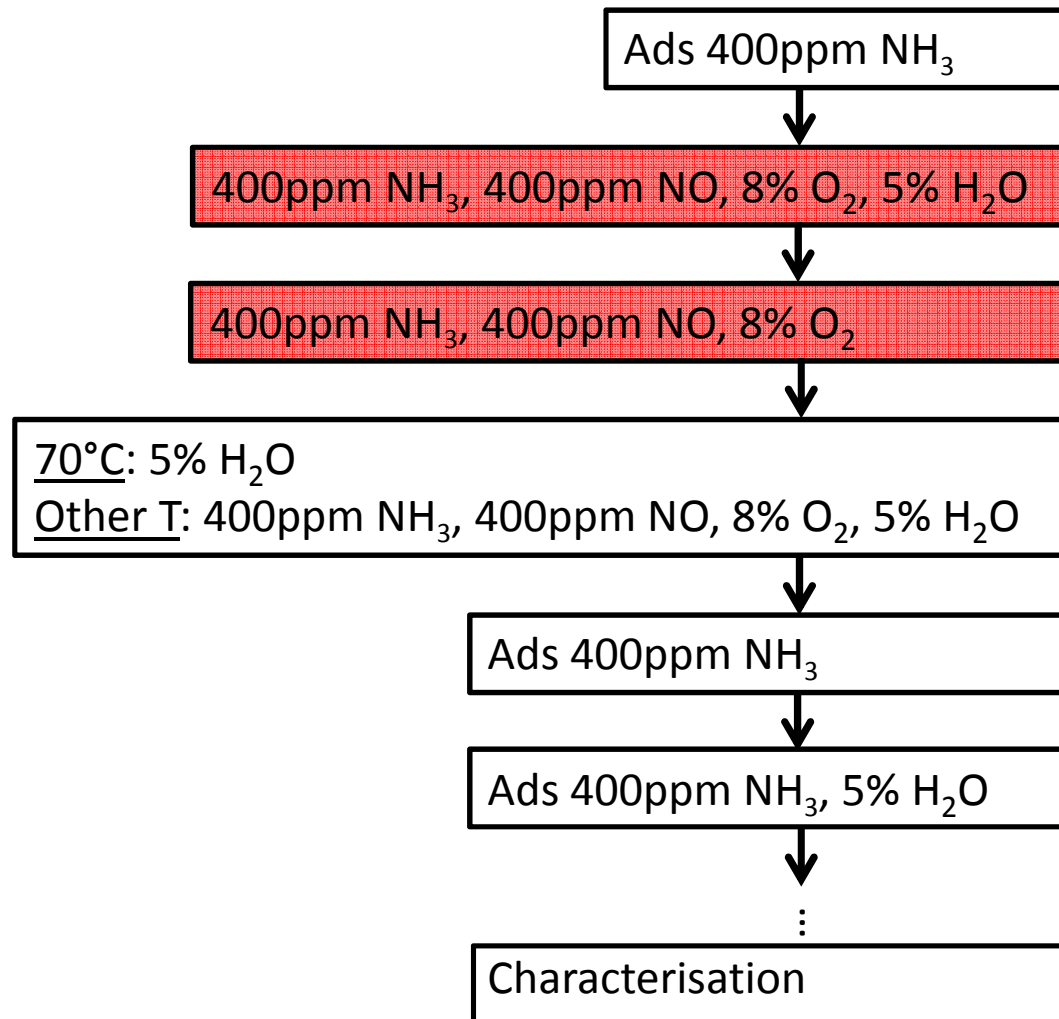 Ads 400ppm NH₃
400ppm NH₃, 400ppm NO, 8% O₂, 5% H₂O
400ppm NH₃, 400ppm NO, 8% O₂
70°C: 5% H₂O
Other T: 400ppm NH₃, 400ppm NO, 8% O₂, 5% H₂O
Ads 400ppm NH₃
Ads 400ppm NH₃, 5% H₂O
⋮
Characterisation